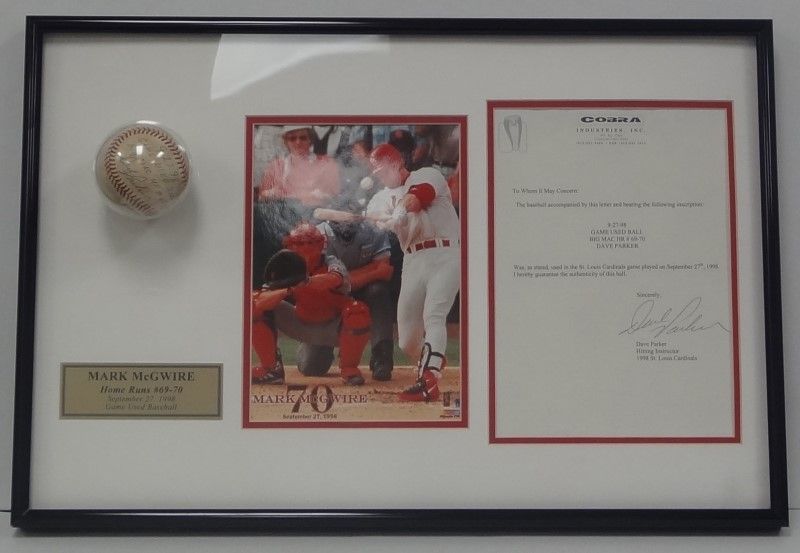 MARK McGWIRE
Home Runs #69-70
September 27, 1998
Game Used Baseball
70
MARK McGWIRE
September 27, 1998
COBRA
INDUSTRIES, INC.
To Whom It May Concern:
The baseball accompanied by this letter and bearing the following inscription:
9-27-98
GAME USED BALL
BIG MAC HR # 69-70
DAVE PARKER
Was, as stated, used in the St. Louis Cardinals game played on September 27th, 1998.
I hereby guarantee the authenticity of this ball.
Sincerely,
Dave Parker
Dave Parker
Hitting Instructor
1998 St. Louis Cardinals